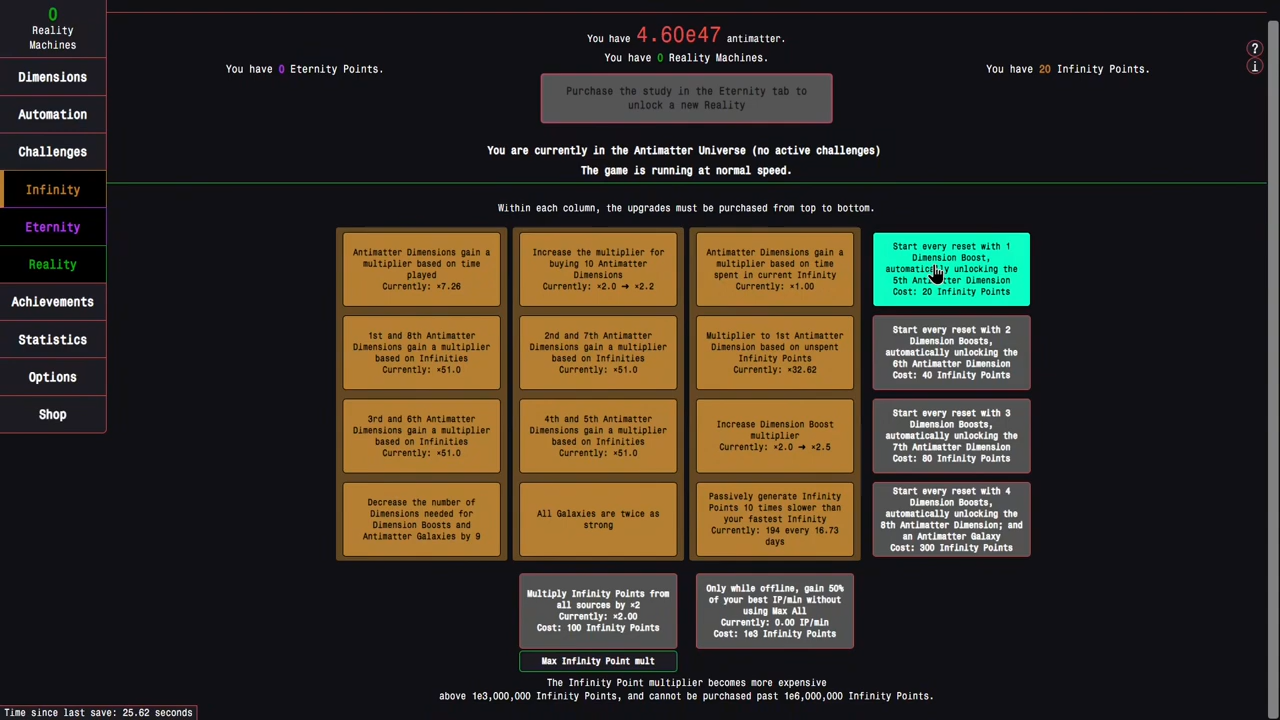 0
Reality
Machines
Dimensions
Automation
Challenges
Infinity
Eternity
Reality
Achievements
Statistics
Options
Shop
You have 4.60e47 antimatter.
You have 0 Reality Machines.
You have 0 Eternity Points.
You have 20 Infinity Points.
?
i
Purchase the study in the Eternity tab to
unlock a new Reality
You are currently in the Antimatter Universe (no active challenges)
The game is running at normal speed.
Within each column, the upgrades must be purchased from top to bottom.
Antimatter Dimensions gain a
multiplier based on time
played
Currently: ×7.26
Increase the multiplier for
buying 10 Antimatter
Dimensions
Currently: ×2.0 → ×2.2
Antimatter Dimensions gain a
multiplier based on time
spent in current Infinity
Currently: ×1.00
Start every reset with 1
Dimension Boost,
automatically unlocking the
5th Antimatter Dimension
Cost: 20 Infinity Points
1st and 8th Antimatter
Dimensions gain a multiplier
based on Infinities
Currently: ×51.0
2nd and 7th Antimatter
Dimensions gain a multiplier
based on Infinities
Currently: ×51.0
Multiplier to 1st Antimatter
Dimension based on unspent
Infinity Points
Currently: ×32.62
Start every reset with 2
Dimension Boosts,
automatically unlocking the
6th Antimatter Dimension
Cost: 40 Infinity Points
3rd and 6th Antimatter
Dimensions gain a multiplier
based on Infinities
Currently: ×51.0
4th and 5th Antimatter
Dimensions gain a multiplier
based on Infinities
Currently: ×51.0
Increase Dimension Boost
multiplier
Currently: ×2.0 → ×2.5
Start every reset with 3
Dimension Boosts,
automatically unlocking the
7th Antimatter Dimension
Cost: 80 Infinity Points
Decrease the number of
Dimensions needed for
Dimension Boosts and
Antimatter Galaxies by 9
All Galaxies are twice as
strong
Passively generate Infinity
Points 10 times slower than
your fastest Infinity
Currently: 194 every 16.73
days
Start every reset with 4
Dimension Boosts,
automatically unlocking the
8th Antimatter Dimension; and
an Antimatter Galaxy
Cost: 300 Infinity Points
Multiply Infinity Points from
all sources by ×2
Currently: ×2.00
Cost: 100 Infinity Points
Only while offline, gain 50%
of your best IP/min without
using Max All
Currently: 0.00 IP/min
Cost: 1e3 Infinity Points
Max Infinity Point mult
The Infinity Point multiplier becomes more expensive
above 1e3,000,000 Infinity Points, and cannot be purchased past 1e6,000,000 Infinity Points.
Time since last save: 25.62 seconds